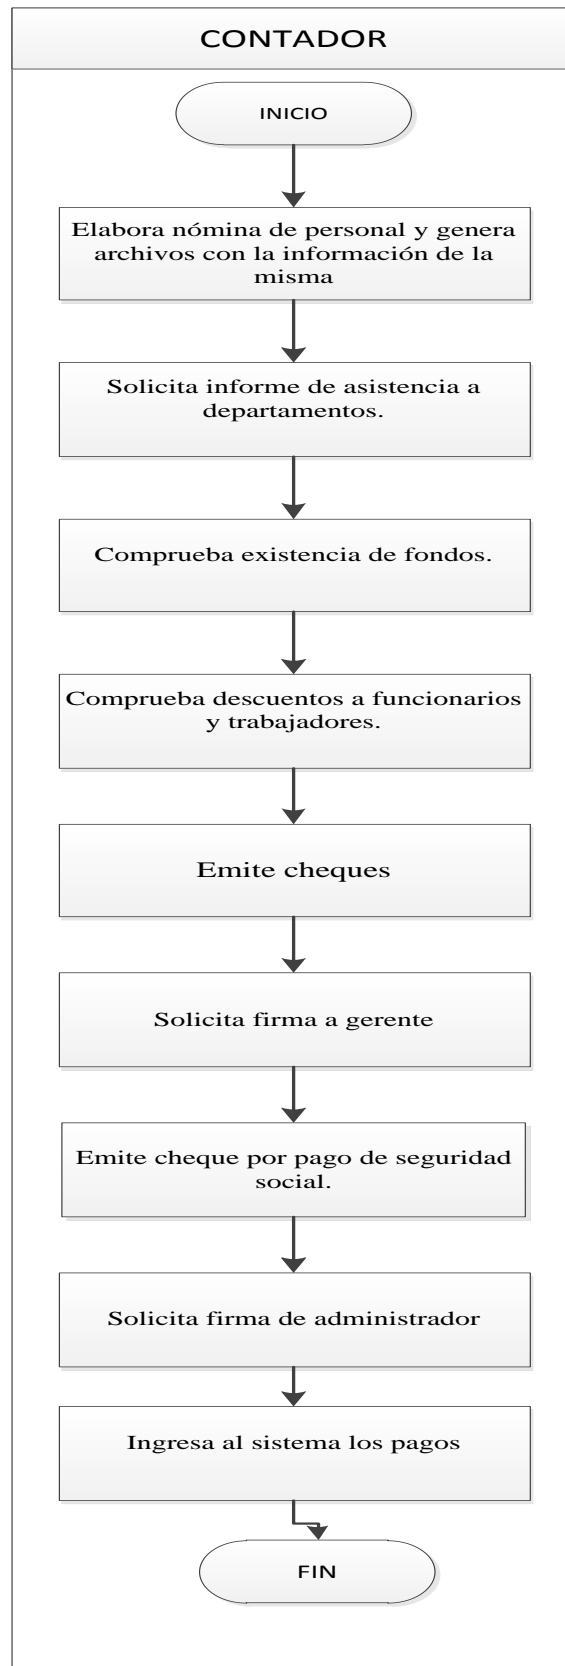 CONTADOR
INICIO
Elabora nómina de personal y genera
archivos con la información de la
misma
Solicita informe de asistencia a
departamentos.
Comprueba existencia de fondos.
Comprueba descuentos a funcionarios
y trabajadores.
Emite cheques
Solicita firma a gerente
Emite cheque por pago de seguridad
social.
Solicita firma de administrador
Ingresa al sistema los pagos
FIN